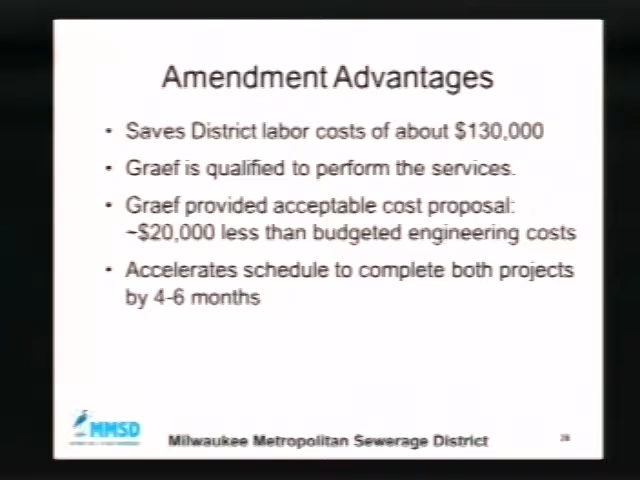 Amendment Advantages
• Saves District labor costs of about $130,000
• Graef is qualified to perform the services.
• Graef provided acceptable cost proposal:
~$20,000 less than budgeted engineering costs
• Accelerates schedule to complete both projects
by 4-6 months
MMSD
Milwaukee Metropolitan Sewerage District